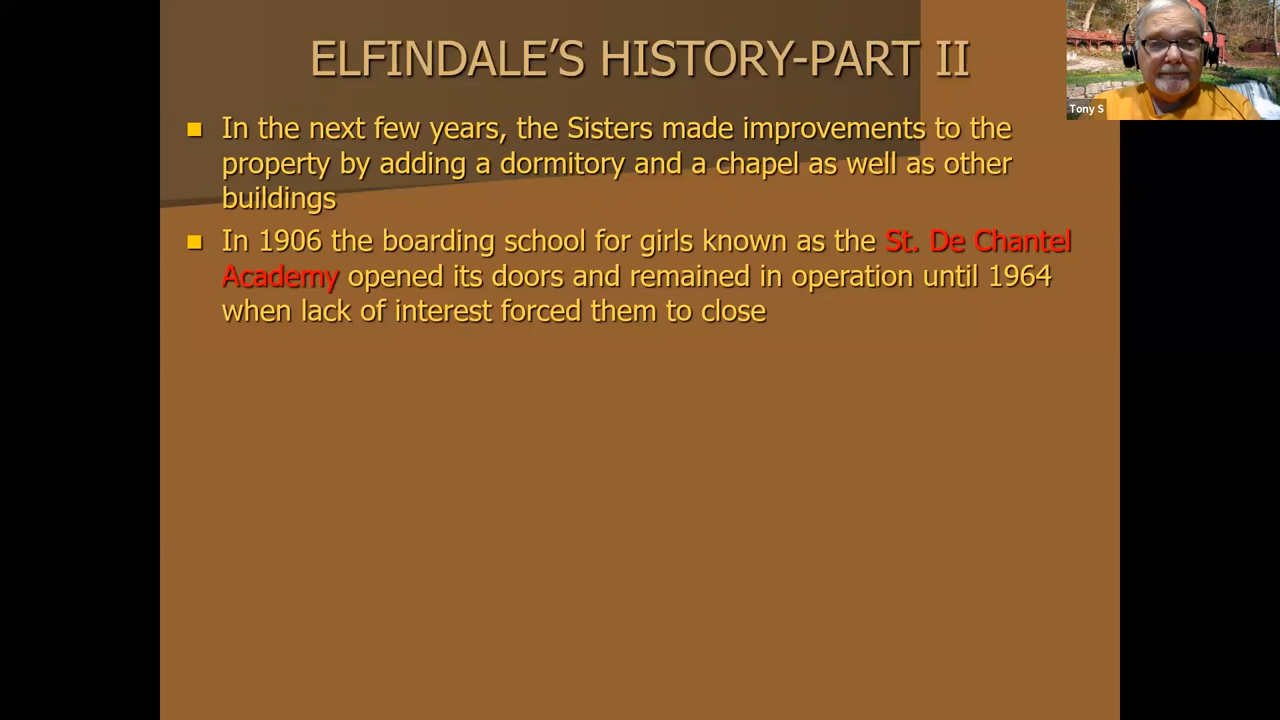 ELFINDALE'S HISTORY-PART II
In the next few years, the Sisters made improvements to the
property by adding a dormitory and a chapel as well as other
buildings
In 1906 the boarding school for girls known as the St. De Chantel
Academy opened its doors and remained in operation until 1964
when lack of interest forced them to close
Tony S